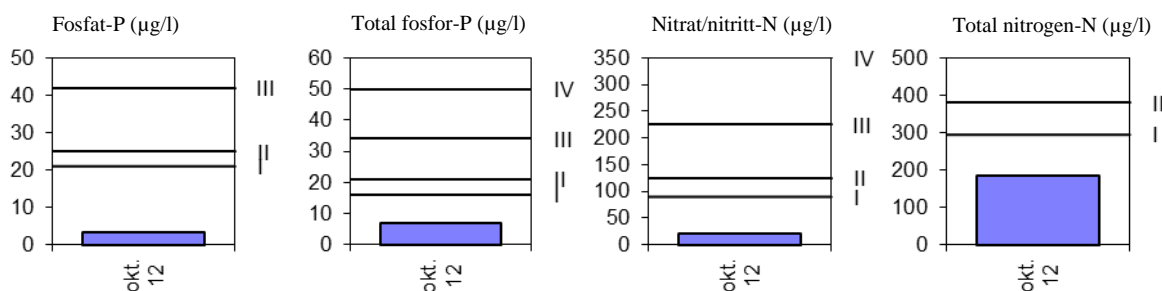 Fosfat-P (µg/l)
50
40
30
20
10
0
III
II
I
okt.
12
Total fosfor-P (µg/l)
60
50
40
30
20
10
0
IV
III
II
I
okt.
12
Nitrat/nitritt-N (µg/l)
350
300
250
200
150
100
50
0
IV
III
II
I
okt.
12
Total nitrogen-N (µg/l)
500
400
300
200
100
0
II
I
okt.
12